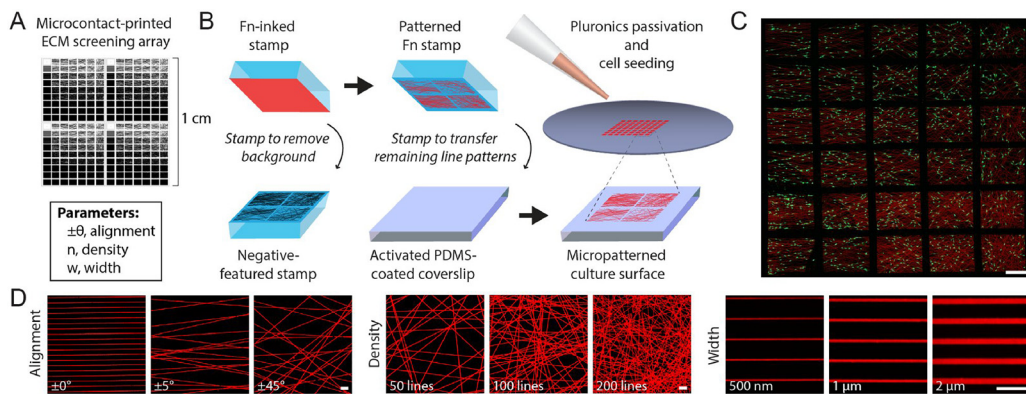 A
Microcontact-printed
ECM screening array
1 cm
Parameters:
±θ, alignment
n, density
w, width
B
Fn-inked
stamp
Patterned
Fn stamp
Pluronics passivation
and
cell seeding
Stamp to remove
background
Stamp to transfer
remaining line patterns
Negative-
featured stamp
Activated PDMS-
coated coverslip
Micropatterned
culture surface
C
D
Alignment
±0°
±5°
±45°
Density
50 lines
100 lines
200 lines
Width
500 nm
1 µm
2 µm